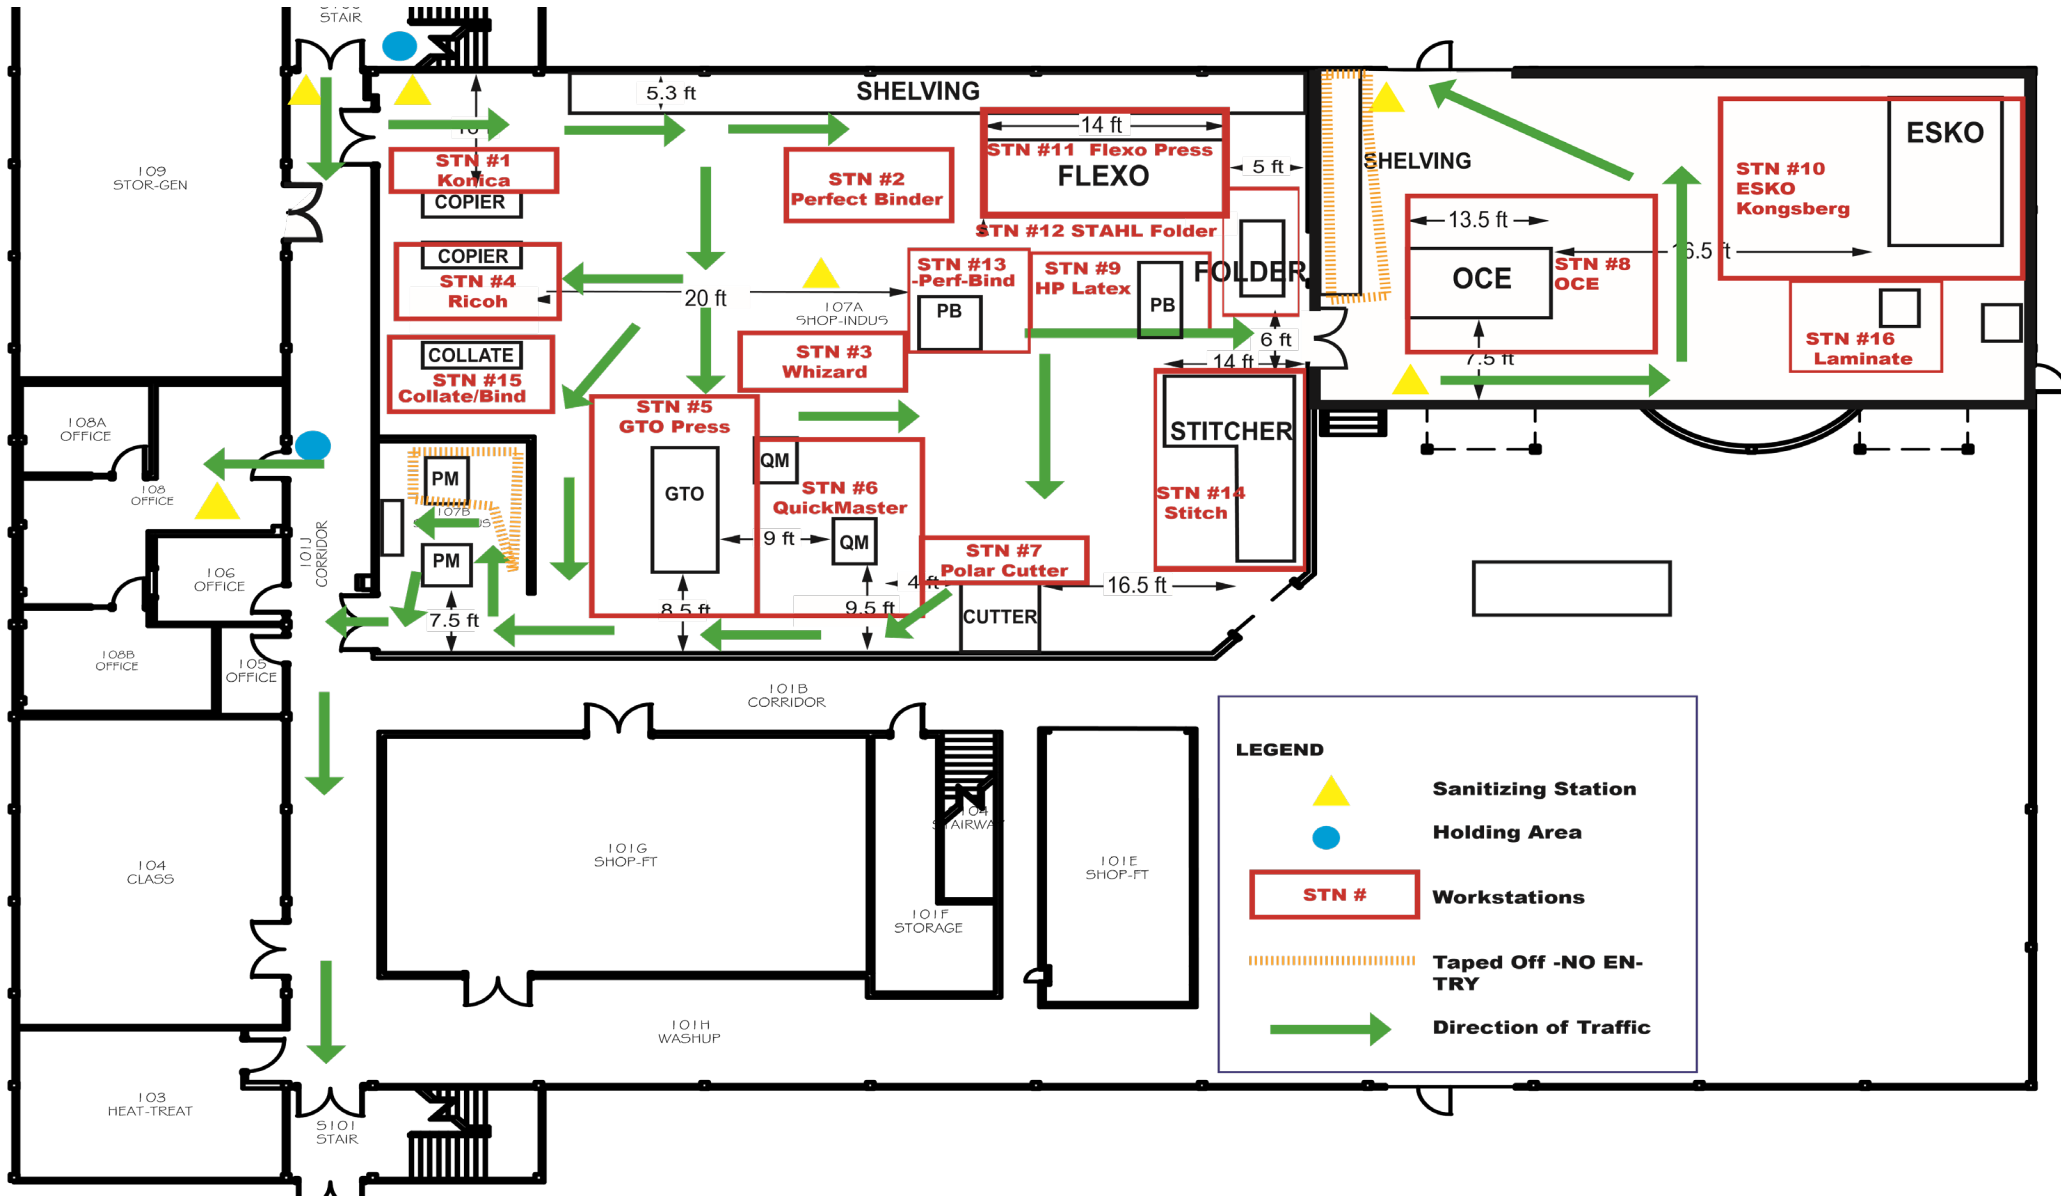 STAIR
5.3 ft
SHELVING
14 ft
STN #11 Flexo Press
FLEXO
5 ft
STN #1
Konica
COPIER
STN #2
Perfect Binder
109
STOR-GEN
SHELVING
ESKO
STN #10
ESKO
Kongsberg
13.5 ft
6.5 ft
OCE
STN #8
OCE
7.5 ft
STN #16
Laminate
STN #12 STAHL Folder
FOLDER
COPIER
STN #4
Ricoh
20 ft
107A
SHOP-INDUS
STN #13
-Perf-Bind
PB
STN #9
HP Latex
PB
6 ft
14 ft
COLLATE
STN #15
Collate/Bind
STN #3
Whizard
STN #5
GTO Press
GTO
QM
STN #6
QuickMaster
QM
9 ft
STITCHER
STN #14
Stitch
108A
OFFICE
108
OFFICE
PM
107B
PM
7.5 ft
8.5 ft
9.5 ft
4 ft
STN #7
Polar Cutter
CUTTER
16.5 ft
101J
CORRIDOR
106
OFFICE
108B
OFFICE
105
OFFICE
101B
CORRIDOR
104
CLASS
101G
SHOP-FT
104
STAIRWAY
101F
STORAGE
101E
SHOP-FT
101H
WASHUP
103
HEAT-TREAT
S101
STAIR
LEGEND
Sanitizing Station
Holding Area
STN #
Workstations
Taped Off -NO EN-
TRY
Direction of Traffic